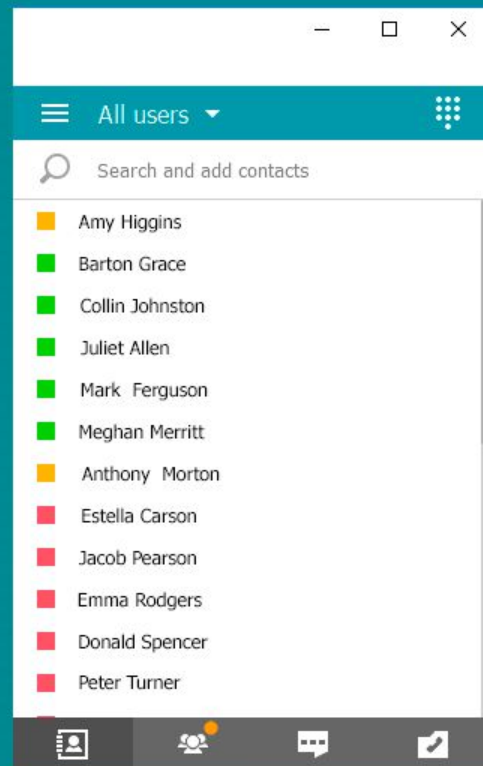 All users
Search and add contacts
Amy Higgins
Barton Grace
Collin Johnston
Juliet Allen
Mark Ferguson
Meghan Merritt
Anthony Morton
Estella Carson
Jacob Pearson
Emma Rodgers
Donald Spencer
Peter Turner